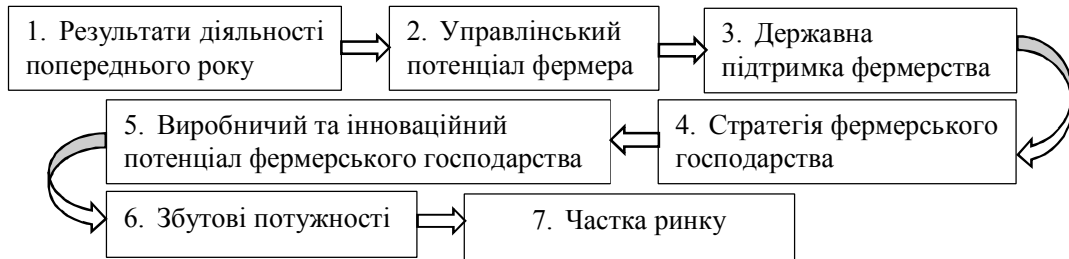 1. Результати діяльності
попереднього року
2. Управлінський
потенціал фермера
3. Державна
підтримка фермерства
4. Стратегія фермерського
господарства
5. Виробничий та інноваційний
потенціал фермерського господарства
6. Збутові потужності
7. Частка ринку